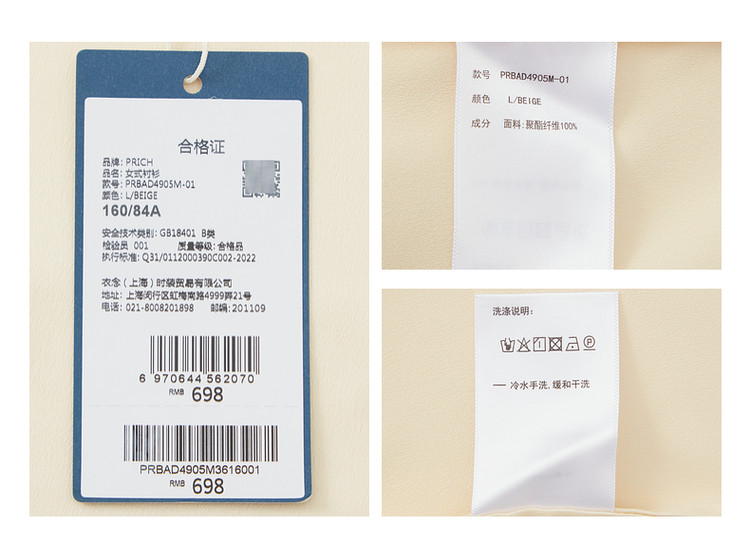 合格证
品牌: PRICH
品名: 女式衬衫
款号: PRBAD4905M-01
颜色: L/BEIGE
160/84A
安全技术类别: GB18401 B类
检验员 001 质量等级: 合格品
执行标准: Q31/0112000390C002-2022
衣念(上海)时装贸易有限公司
地址: 上海闵行区虹梅南路4999弄21号
电话: 021-8008201898 邮编: 201109
6 970644 562070
RMB 698
PRBAD4905M3616001
RMB 698
款号 PRBAD4905M-01
颜色 L/BEIGE
成分 面料: 聚酯纤维100%
洗涤说明:
— 冷水手洗, 缓和干洗